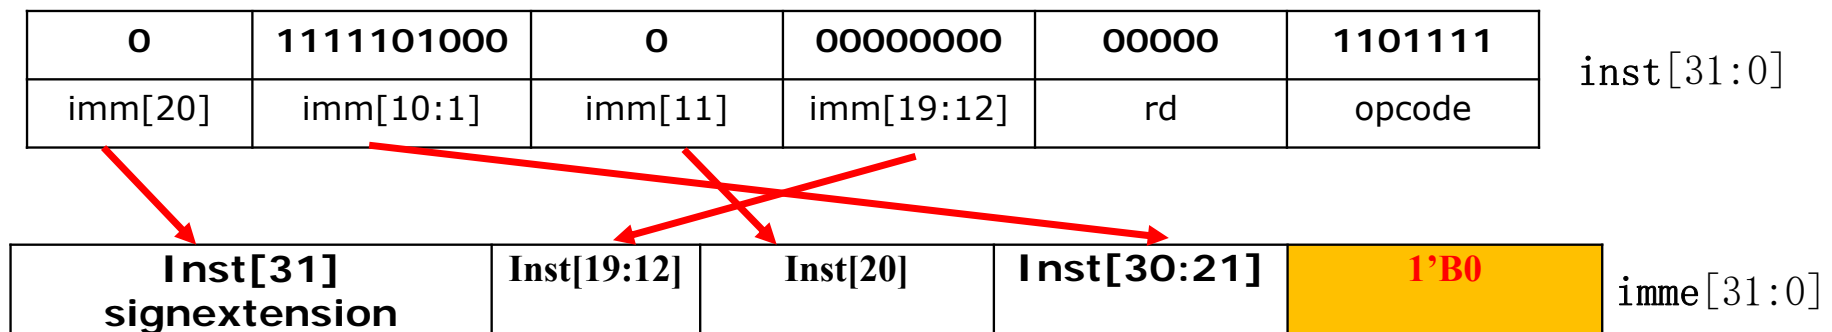 0 1111101000 0 00000000 00000 1101111
inst[31:0]
imm[20] imm[10:1] imm[11] imm[19:12] rd opcode
Inst[31] Inst[19:12] Inst[20] Inst[30:21] 1’B0
signextension
imme[31:0]